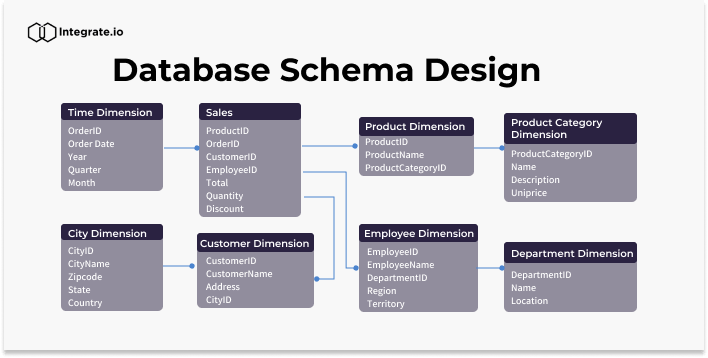 Integrate.io
Database Schema Design
Time Dimension
OrderID
Order Date
Year
Quarter
Month
Sales
ProductID
OrderID
CustomerID
EmployeeID
Total
Quantity
Discount
Product Dimension
ProductID
ProductName
ProductCategoryID
Product Category
Dimension
ProductCategoryID
Name
Description
Uniprice
City Dimension
CityID
CityName
Zipcode
State
Country
Customer Dimension
CustomerID
CustomerName
Address
CityID
Employee Dimension
EmployeeID
EmployeeName
DepartmentID
Region
Territory
Department Dimension
DepartmentID
Name
Location